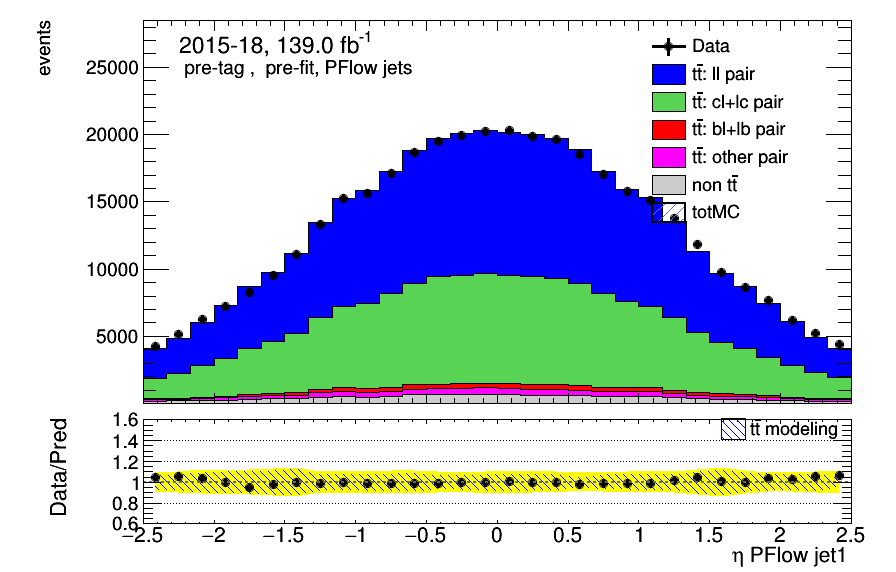 events
2015-18, 139.0 fb⁻¹
pre-tag , pre-fit, PFlow jets
Data
tt̄: ll pair
tt̄: cl+lc pair
tt̄: bl+lb pair
tt̄: other pair
non tt̄
totMC
25000
20000
15000
10000
5000
Data/Pred
tt̄ modeling
1.6
1.4
1.2
1
0.8
0.6
−2.5 −2 −1.5 −1 −0.5 0 0.5 1 1.5 2 2.5
η PFlow jet1